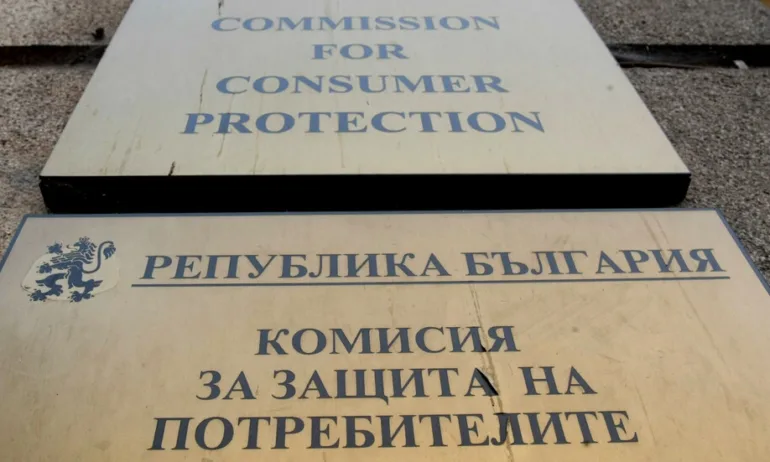 COMMISSION
FOR
CONSUMER
PROTECTION
РЕПУБЛИКА БЪЛГАРИЯ
КОМИСИЯ
ЗА ЗАЩИТА НА
ПОТРЕБИТЕЛИТЕ